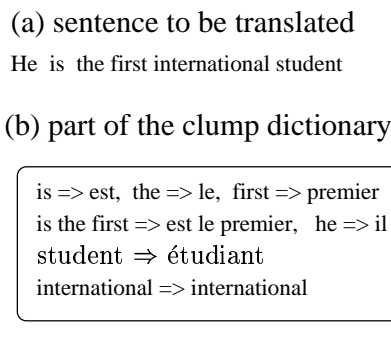 (a) sentence to be translated
He is the first international student
(b) part of the clump dictionary
is => est, the => le, first => premier
is the first => est le premier, he => il
student ⇒ étudiant
international => international